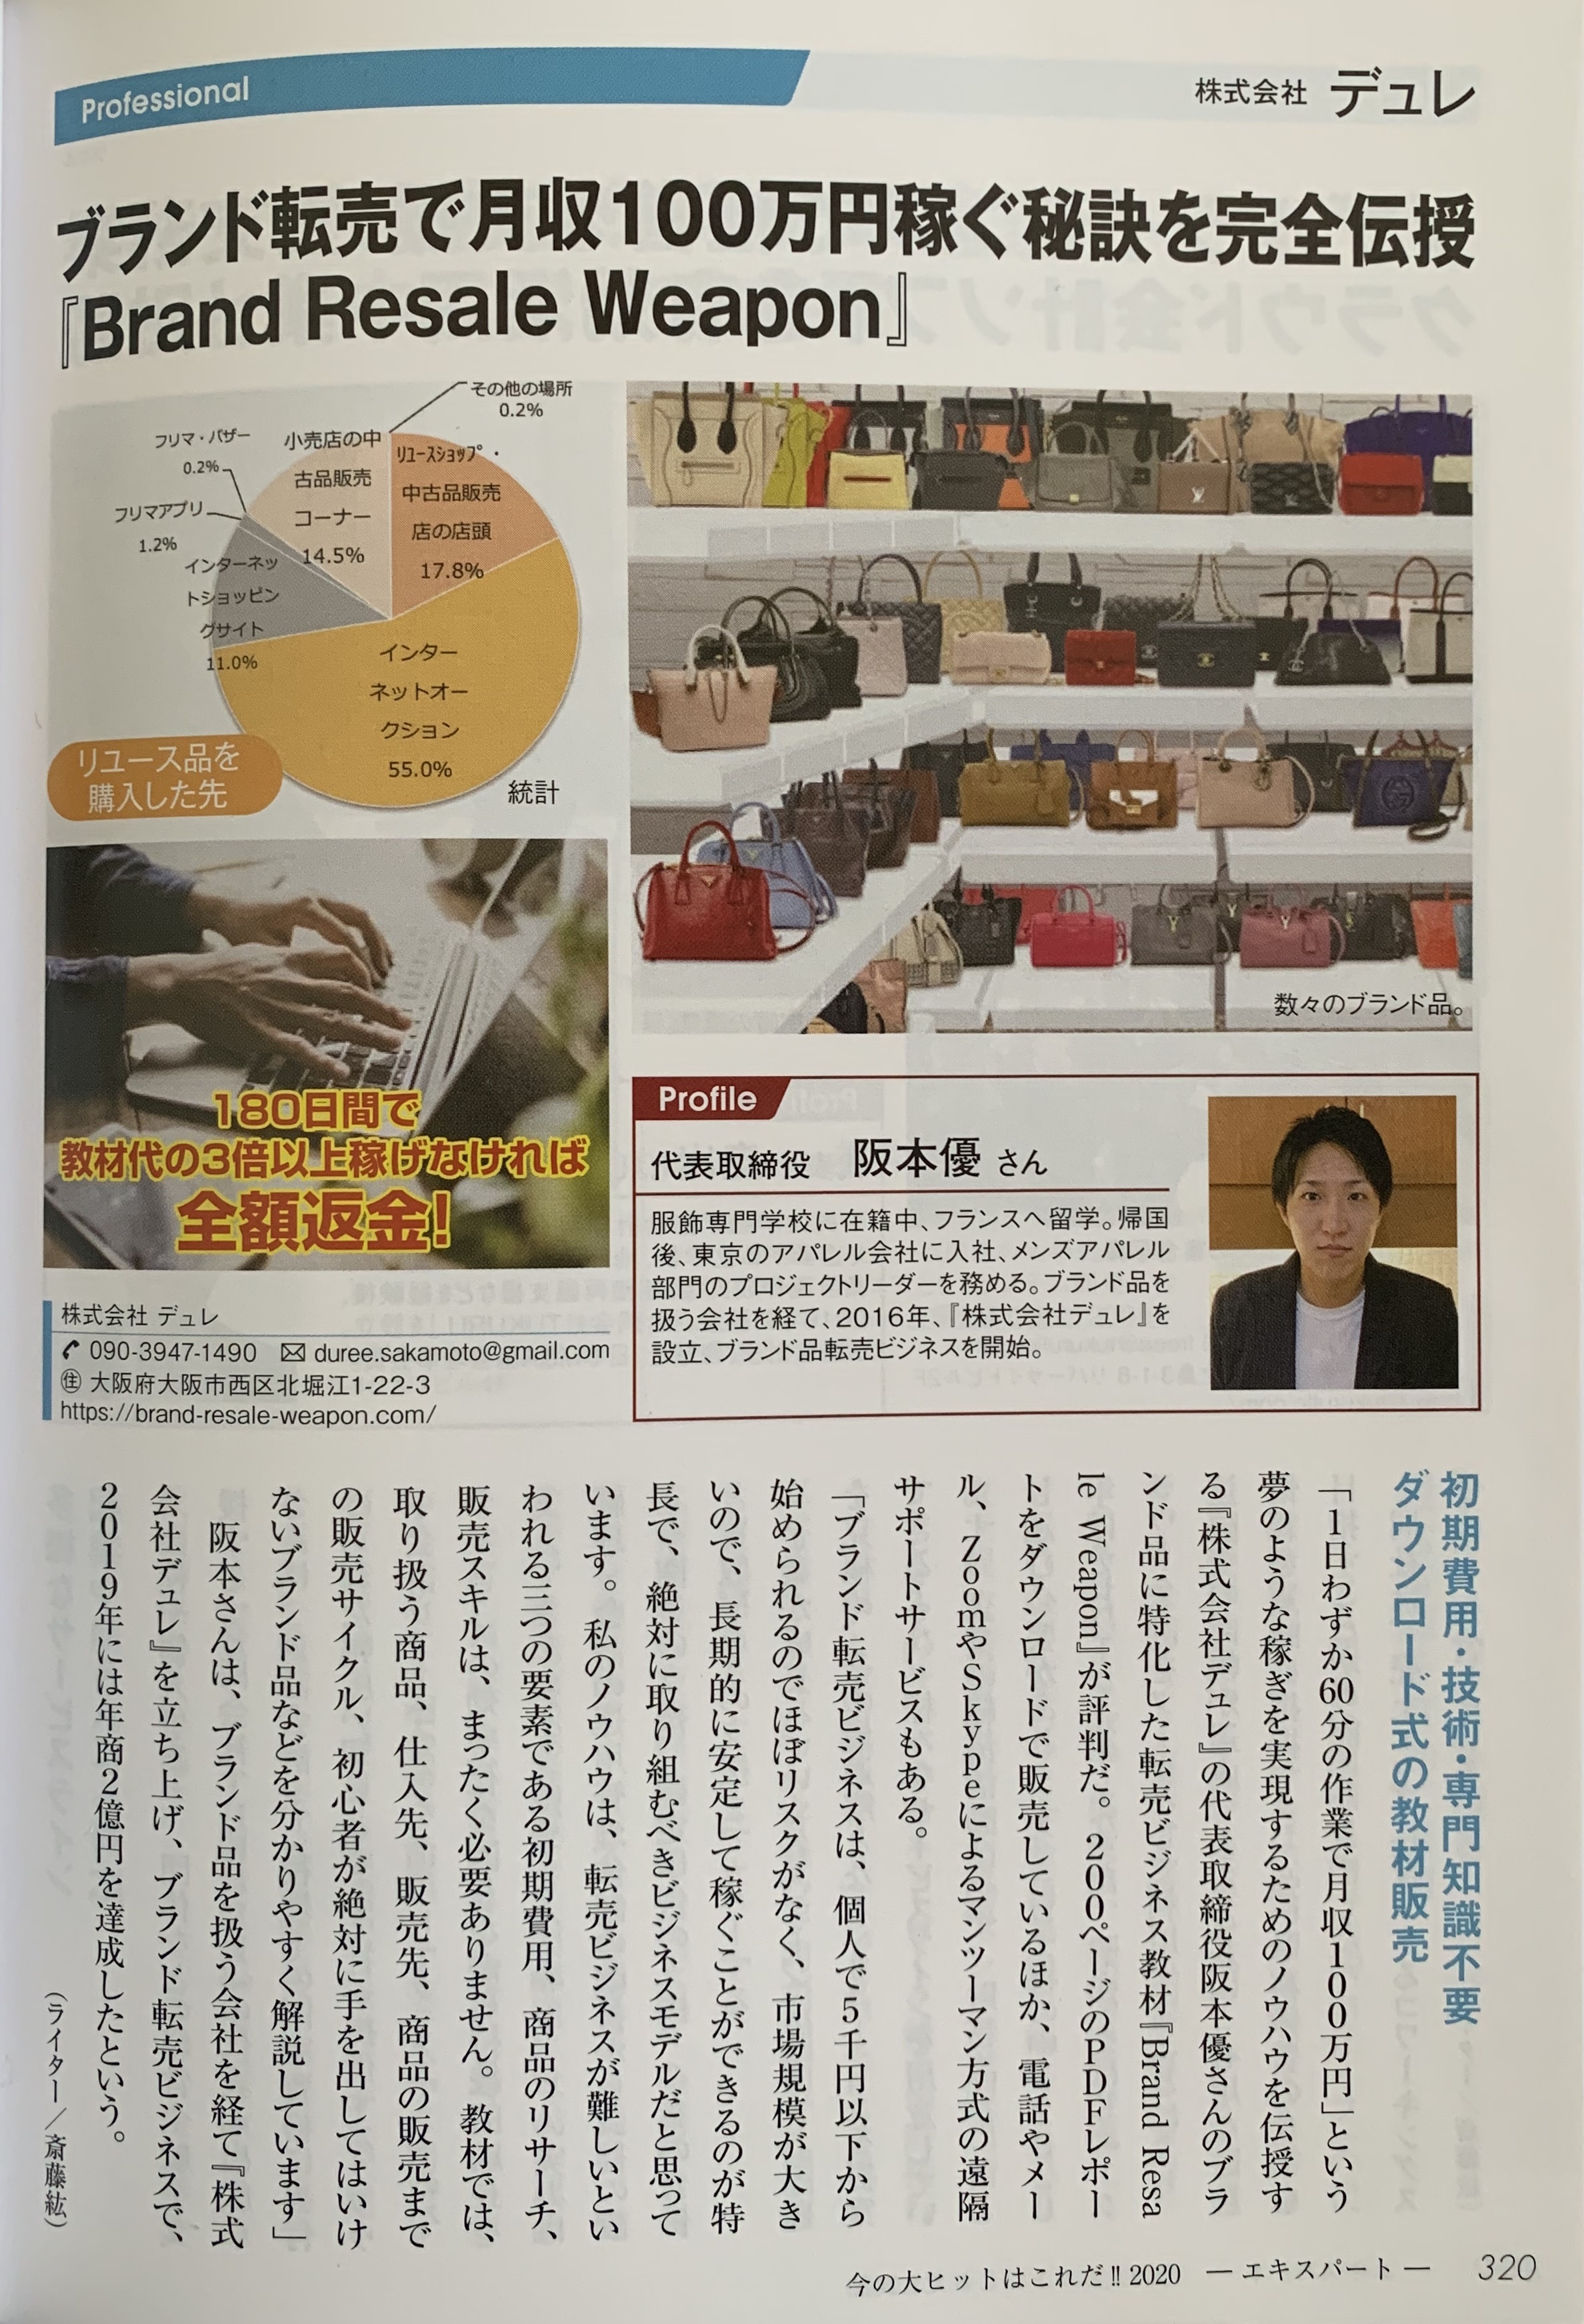 Professional
株式会社 デュレ
ブランド転売で月収100万円稼ぐ秘訣を完全伝授
『Brand Resale Weapon』
その他の場所
0.2%
フリマ・バザー
0.2%
フリマアプリ
1.2%
小売店の中
古品販売
コーナー
14.5%
リユースショップ・
中古品販売
店の店頭
17.8%
インターネッ
トショッピン
グサイト
11.0%
インター
ネットオー
クション
55.0%
統計
リユース品を
購入した先
数々のブランド品。
180日間で
教材代の3倍以上稼げなければ
全額返金!
株式会社 デュレ
090-3947-1490 duree.sakamoto@gmail.com
㊟ 大阪府大阪市西区北堀江1-22-3
https://brand-resale-weapon.com/
Profile
代表取締役 阪本優 さん
服飾専門学校に在籍中、フランスへ留学。帰国
後、東京のアパレル会社に入社、メンズアパレル
部門のプロジェクトリーダーを務める。ブランド品を
扱う会社を経て、2016年、『株式会社デュレ』を
設立、ブランド品転売ビジネスを開始。
初期費用・技術・専門知識不要
ダウンロード式の教材販売
「1日わずか60分の作業で月収100万円」という
夢のような稼ぎを実現するためのノウハウを伝授す
る『株式会社デュレ』の代表取締役阪本優さんのブラ
ンド品に特化した転売ビジネス教材『Brand Resa
le Weapon』が評判だ。200ページのPDFレポー
トをダウンロードで販売しているほか、電話やメー
ル、ZoomやSkypeによるマンツーマン方式の遠隔
サポートサービスもある。
「ブランド転売ビジネスは、個人で5千円以下から
始められるのでほぼリスクがなく、市場規模が大き
いので、長期的に安定して稼ぐことができるのが特
長で、絶対に取り組むべきビジネスモデルだと思って
います。私のノウハウは、転売ビジネスが難しいとい
われる三つの要素である初期費用、商品のリサーチ、
販売スキルは、まったく必要ありません。教材では、
取り扱う商品、仕入先、販売先、商品の販売まで
の販売サイクル、初心者が絶対に手を出してはいけ
ないブランド品などを分かりやすく解説しています」
阪本さんは、ブランド品を扱う会社を経て『株式
会社デュレ』を立ち上げ、ブランド転売ビジネスで、
2019年には年商2億円を達成したという。
(ライター／斎藤紘)
今の大ヒットはこれだ!! 2020 ― エキスパート ― 320